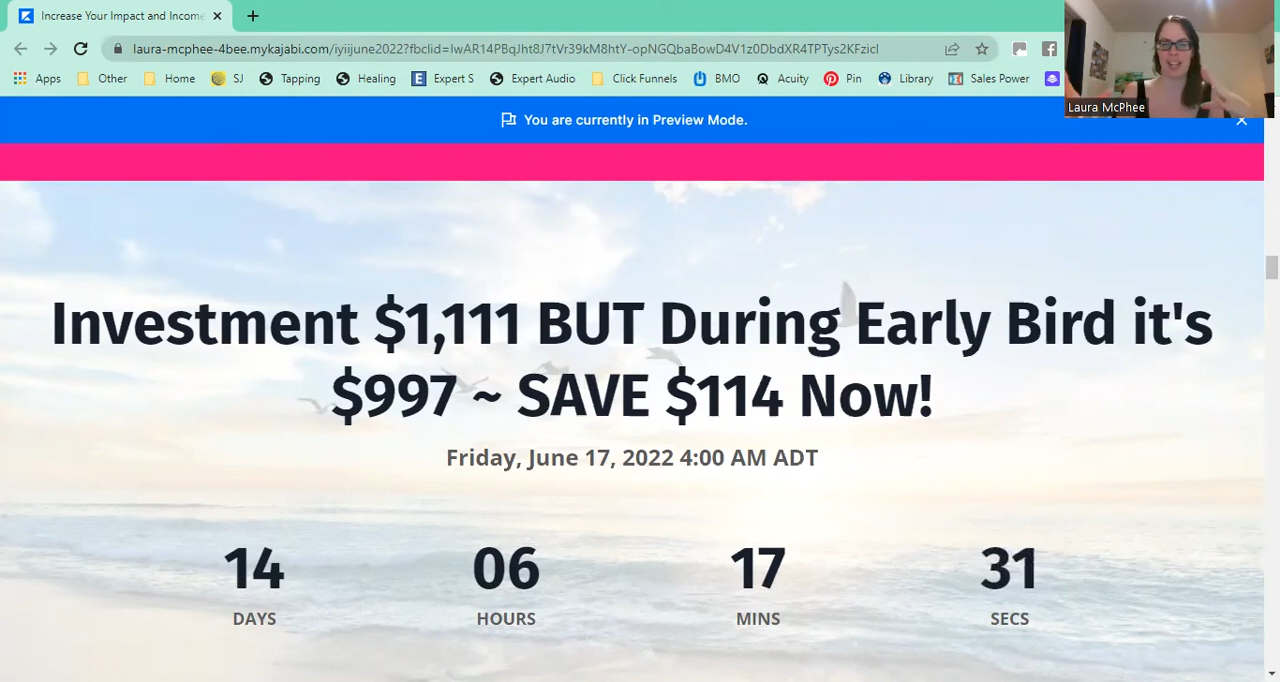 Increase Your Impact and Income
laura-mcphee-4bee.mykajabi.com/iyiijune2022?fbclid=IwAR14PBqJht8J7tVr39kM8htY-opNGQbaBowD4V1z0DbdXR4TPTys2KFzicI
Apps Other Home SJ Tapping Healing Expert S Expert Audio Click Funnels BMO Acuity Pin Library Sales Power
Laura McPhee
You are currently in Preview Mode.
Investment $1,111 BUT During Early Bird it's
$997 ~ SAVE $114 Now!
Friday, June 17, 2022 4:00 AM ADT
14 06 17 31
DAYS HOURS MINS SECS